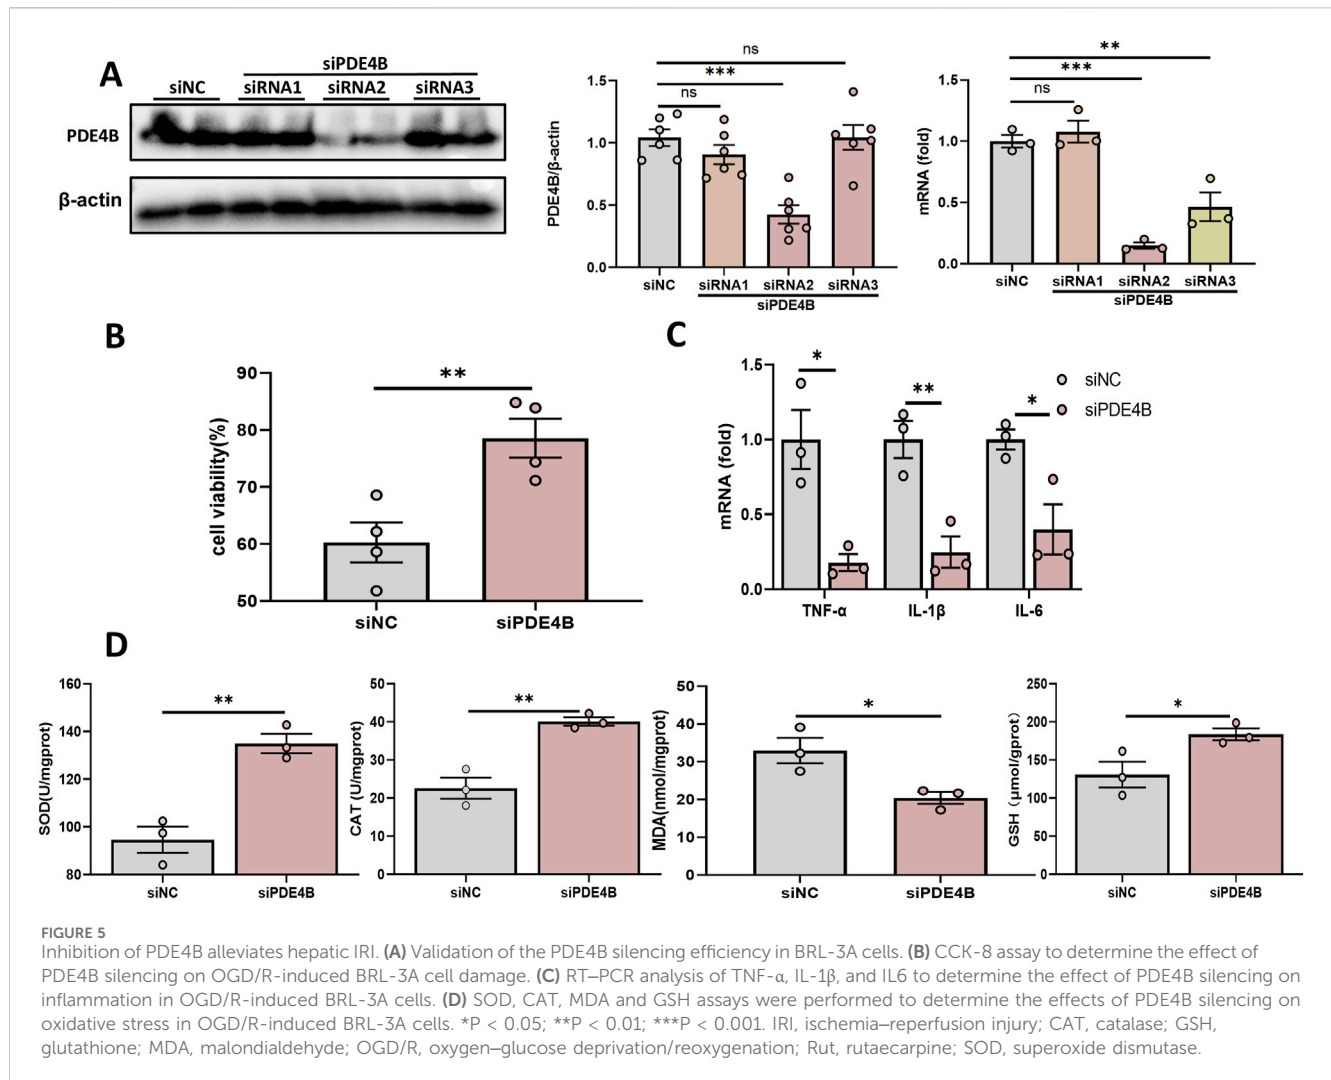 A
siPDE4B
siNC siRNA1 siRNA2 siRNA3
PDE4B
β-actin
PDE4B/β-actin
1.5
1.0
0.5
0.0
ns
***
ns
siNC siRNA1 siRNA2 siRNA3
siPDE4B
mRNA (fold)
1.5
1.0
0.5
0.0
**
***
ns
siNC siRNA1 siRNA2 siRNA3
siPDE4B
B
cell viability(%)
90
80
70
60
50
**
siNC siPDE4B
C
mRNA (fold)
1.5
1.0
0.5
0.0
*
**
*
siNC
siPDE4B
TNF-α IL-1β IL-6
D
SOD(U/mgprot)
160
140
120
100
80
**
siNC siPDE4B
CAT (U/mgprot)
50
40
30
20
10
0
**
siNC siPDE4B
MDA(nmol/mgprot)
50
40
30
20
10
0
*
siNC siPDE4B
GSH (μmol/gprot)
250
200
150
100
50
0
*
siNC siPDE4B
FIGURE 5
Inhibition of PDE4B alleviates hepatic IRI. (A) Validation of the PDE4B silencing efficiency in BRL-3A cells. (B) CCK-8 assay to determine the effect of
PDE4B silencing on OGD/R-induced BRL-3A cell damage. (C) RT–PCR analysis of TNF-α, IL-1β, and IL6 to determine the effect of PDE4B silencing on
inflammation in OGD/R-induced BRL-3A cells. (D) SOD, CAT, MDA and GSH assays were performed to determine the effects of PDE4B silencing on
oxidative stress in OGD/R-induced BRL-3A cells. *P < 0.05; **P < 0.01; ***P < 0.001. IRI, ischemia–reperfusion injury; CAT, catalase; GSH,
glutathione; MDA, malondialdehyde; OGD/R, oxygen–glucose deprivation/reoxygenation; Rut, rutaecarpine; SOD, superoxide dismutase.